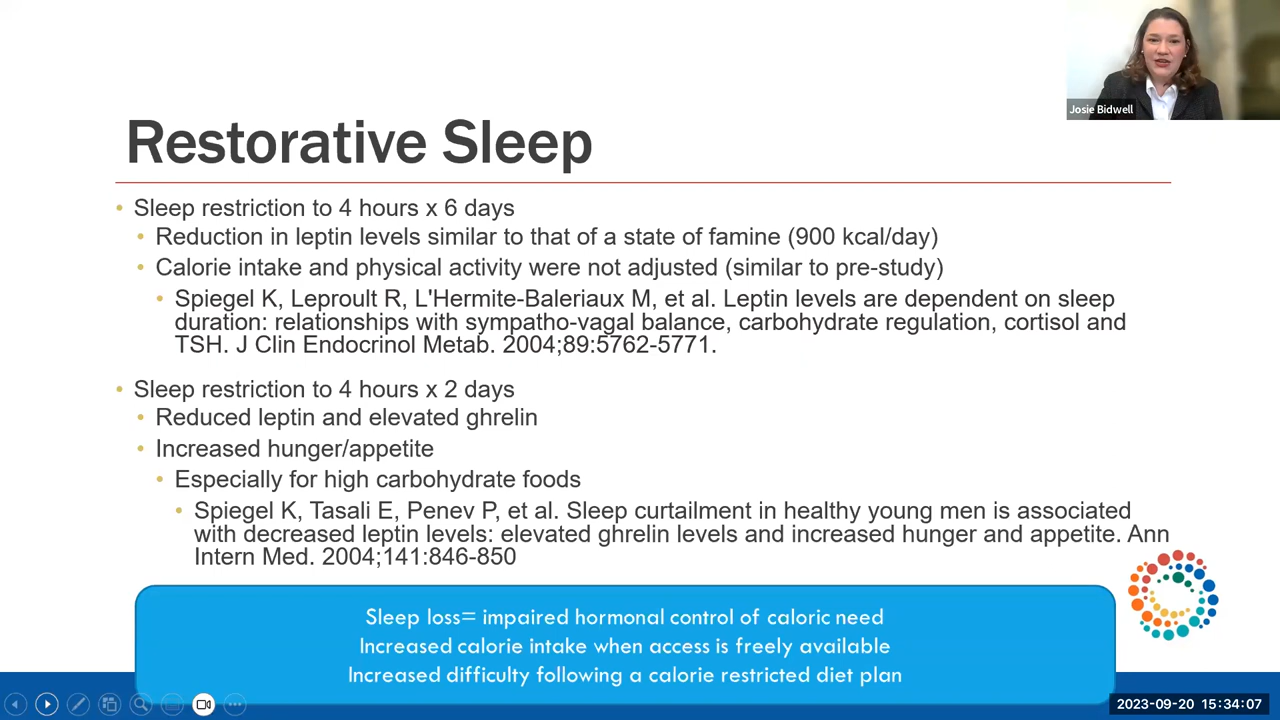 Josie Bidwell
Restorative Sleep
• Sleep restriction to 4 hours x 6 days
• Reduction in leptin levels similar to that of a state of famine (900 kcal/day)
• Calorie intake and physical activity were not adjusted (similar to pre-study)
• Spiegel K, Leproult R, L'Hermite-Baleriaux M, et al. Leptin levels are dependent on sleep
duration: relationships with sympatho-vagal balance, carbohydrate regulation, cortisol and
TSH. J Clin Endocrinol Metab. 2004;89:5762-5771.
• Sleep restriction to 4 hours x 2 days
• Reduced leptin and elevated ghrelin
• Increased hunger/appetite
• Especially for high carbohydrate foods
• Spiegel K, Tasali E, Penev P, et al. Sleep curtailment in healthy young men is associated
with decreased leptin levels: elevated ghrelin levels and increased hunger and appetite. Ann
Intern Med. 2004;141:846-850
Sleep loss= impaired hormonal control of caloric need
Increased calorie intake when access is freely available
Increased difficulty following a calorie restricted diet plan
2023-09-20 15:34:07